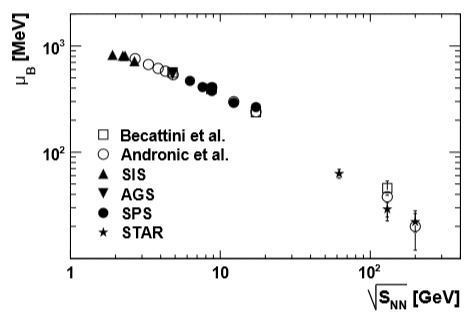 μB [MeV]
10³
10²
Becattini et al.
Andronic et al.
SIS
AGS
SPS
STAR
1 10 10²
√SNN [GeV]